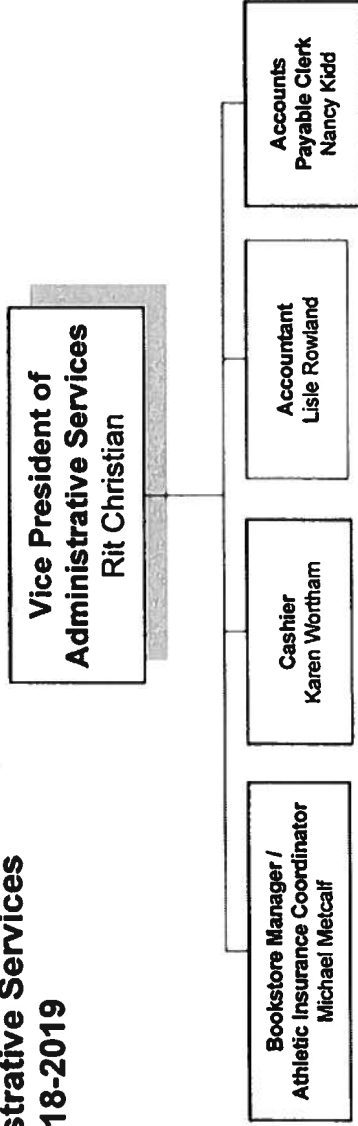 strative Services
18-2019
Vice President of
Administrative Services
Rit Christian
Bookstore Manager /
Athletic Insurance Coordinator
Michael Metcalf
Cashier
Karen Wortham
Accountant
Lisle Rowland
Accounts
Payable Clerk
Nancy Kidd